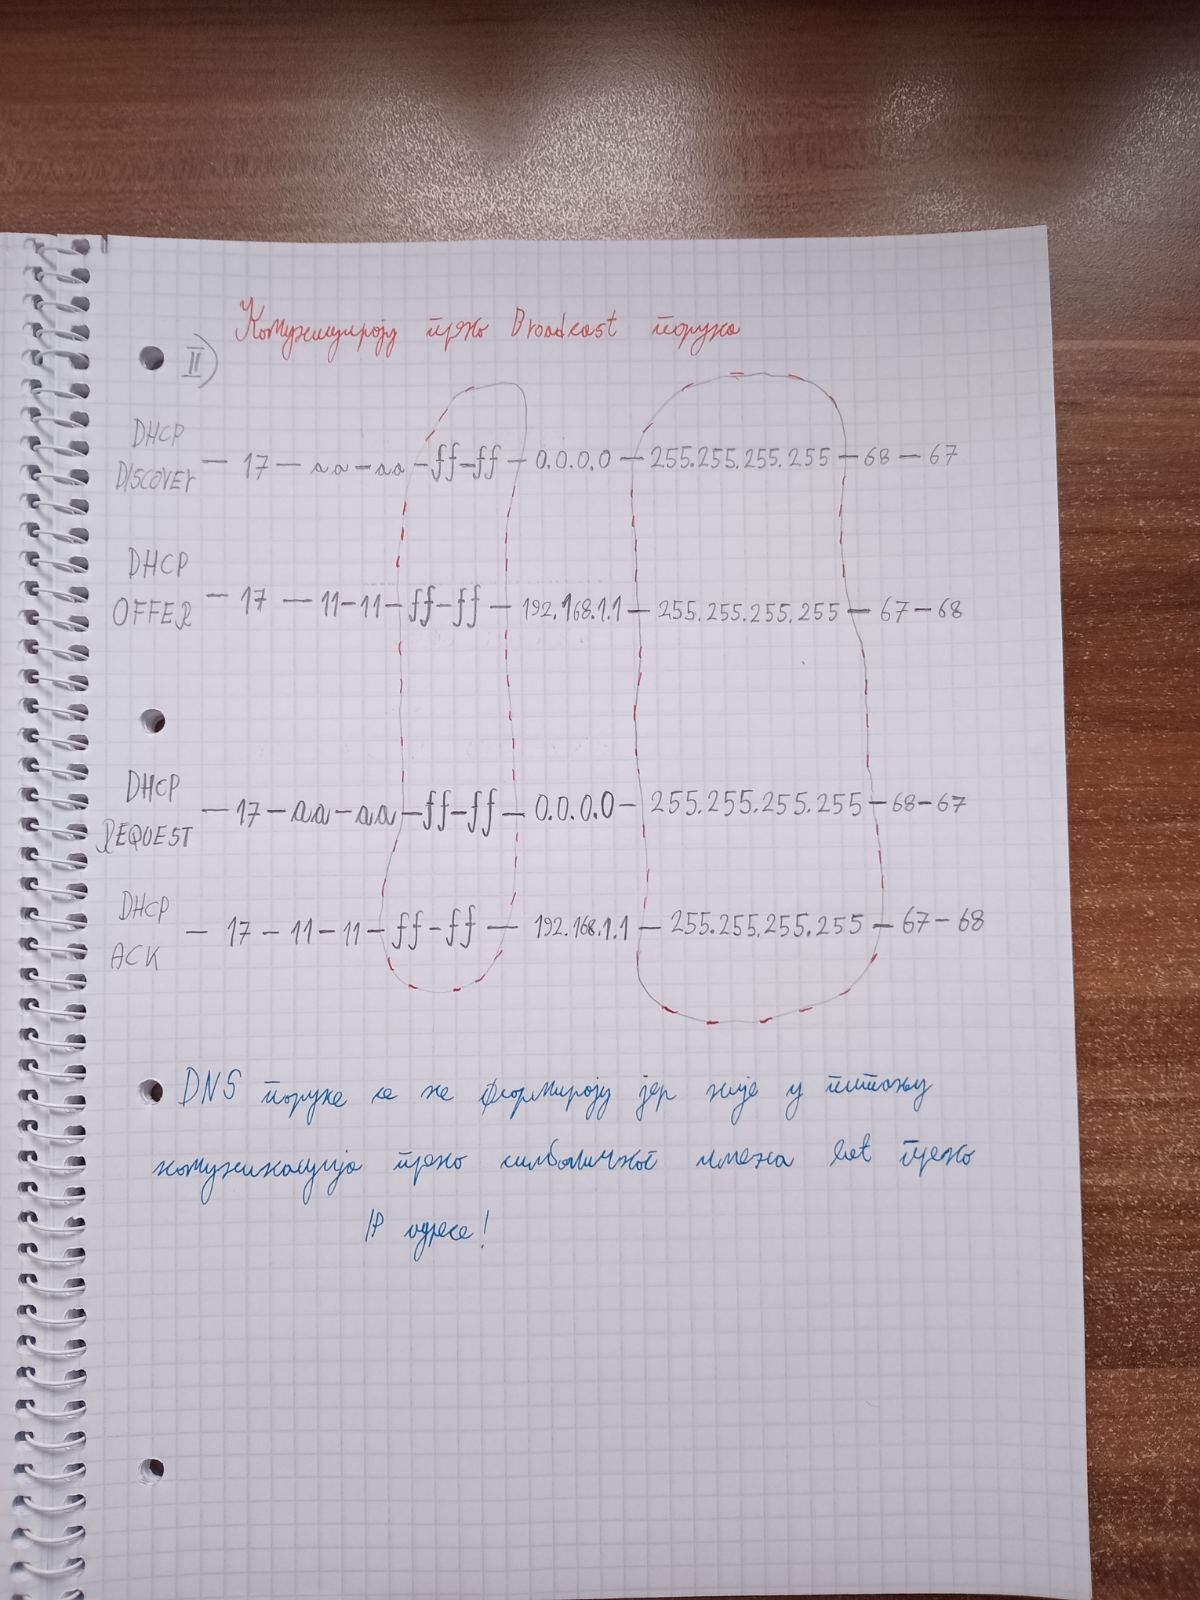 Комуницирају преко Broadcast порука
II)
DHCP DISCOVER — 17 — aa — aa — ff — ff — 0.0.0.0 — 255.255.255.255 — 68 — 67
DHCP OFFER — 17 — 11 — 11 — ff — ff — 192.168.1.1 — 255.255.255.255 — 67 — 68
DHCP REQUEST — 17 — aa — aa — ff — ff — 0.0.0.0 — 255.255.255.255 — 68 — 67
DHCP ACK — 17 — 11 — 11 — ff — ff — 192.168.1.1 — 255.255.255.255 — 67 — 68
DNS поруке се не формирају јер није у питању
комуникација преко симболичког имена већ преко
IP адресе!